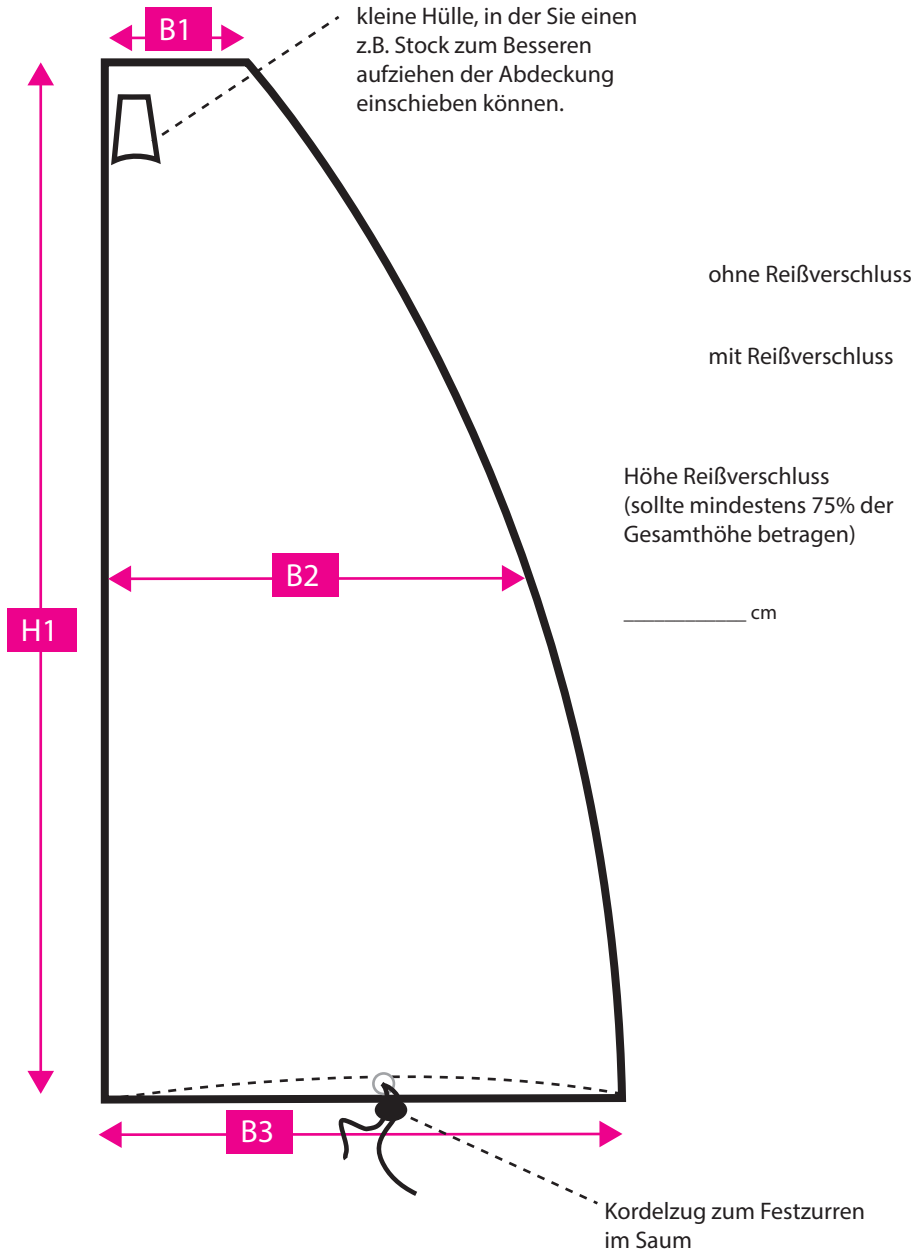 kleine Hülle, in der Sie einen
z.B. Stock zum Besseren
aufziehen der Abdeckung
einschieben können.
B1
ohne Reißverschluss
mit Reißverschluss
Höhe Reißverschluss
(sollte mindestens 75% der
Gesamthöhe betragen)
____________ cm
B2
H1
B3
Kordelzug zum Festzurren
im Saum